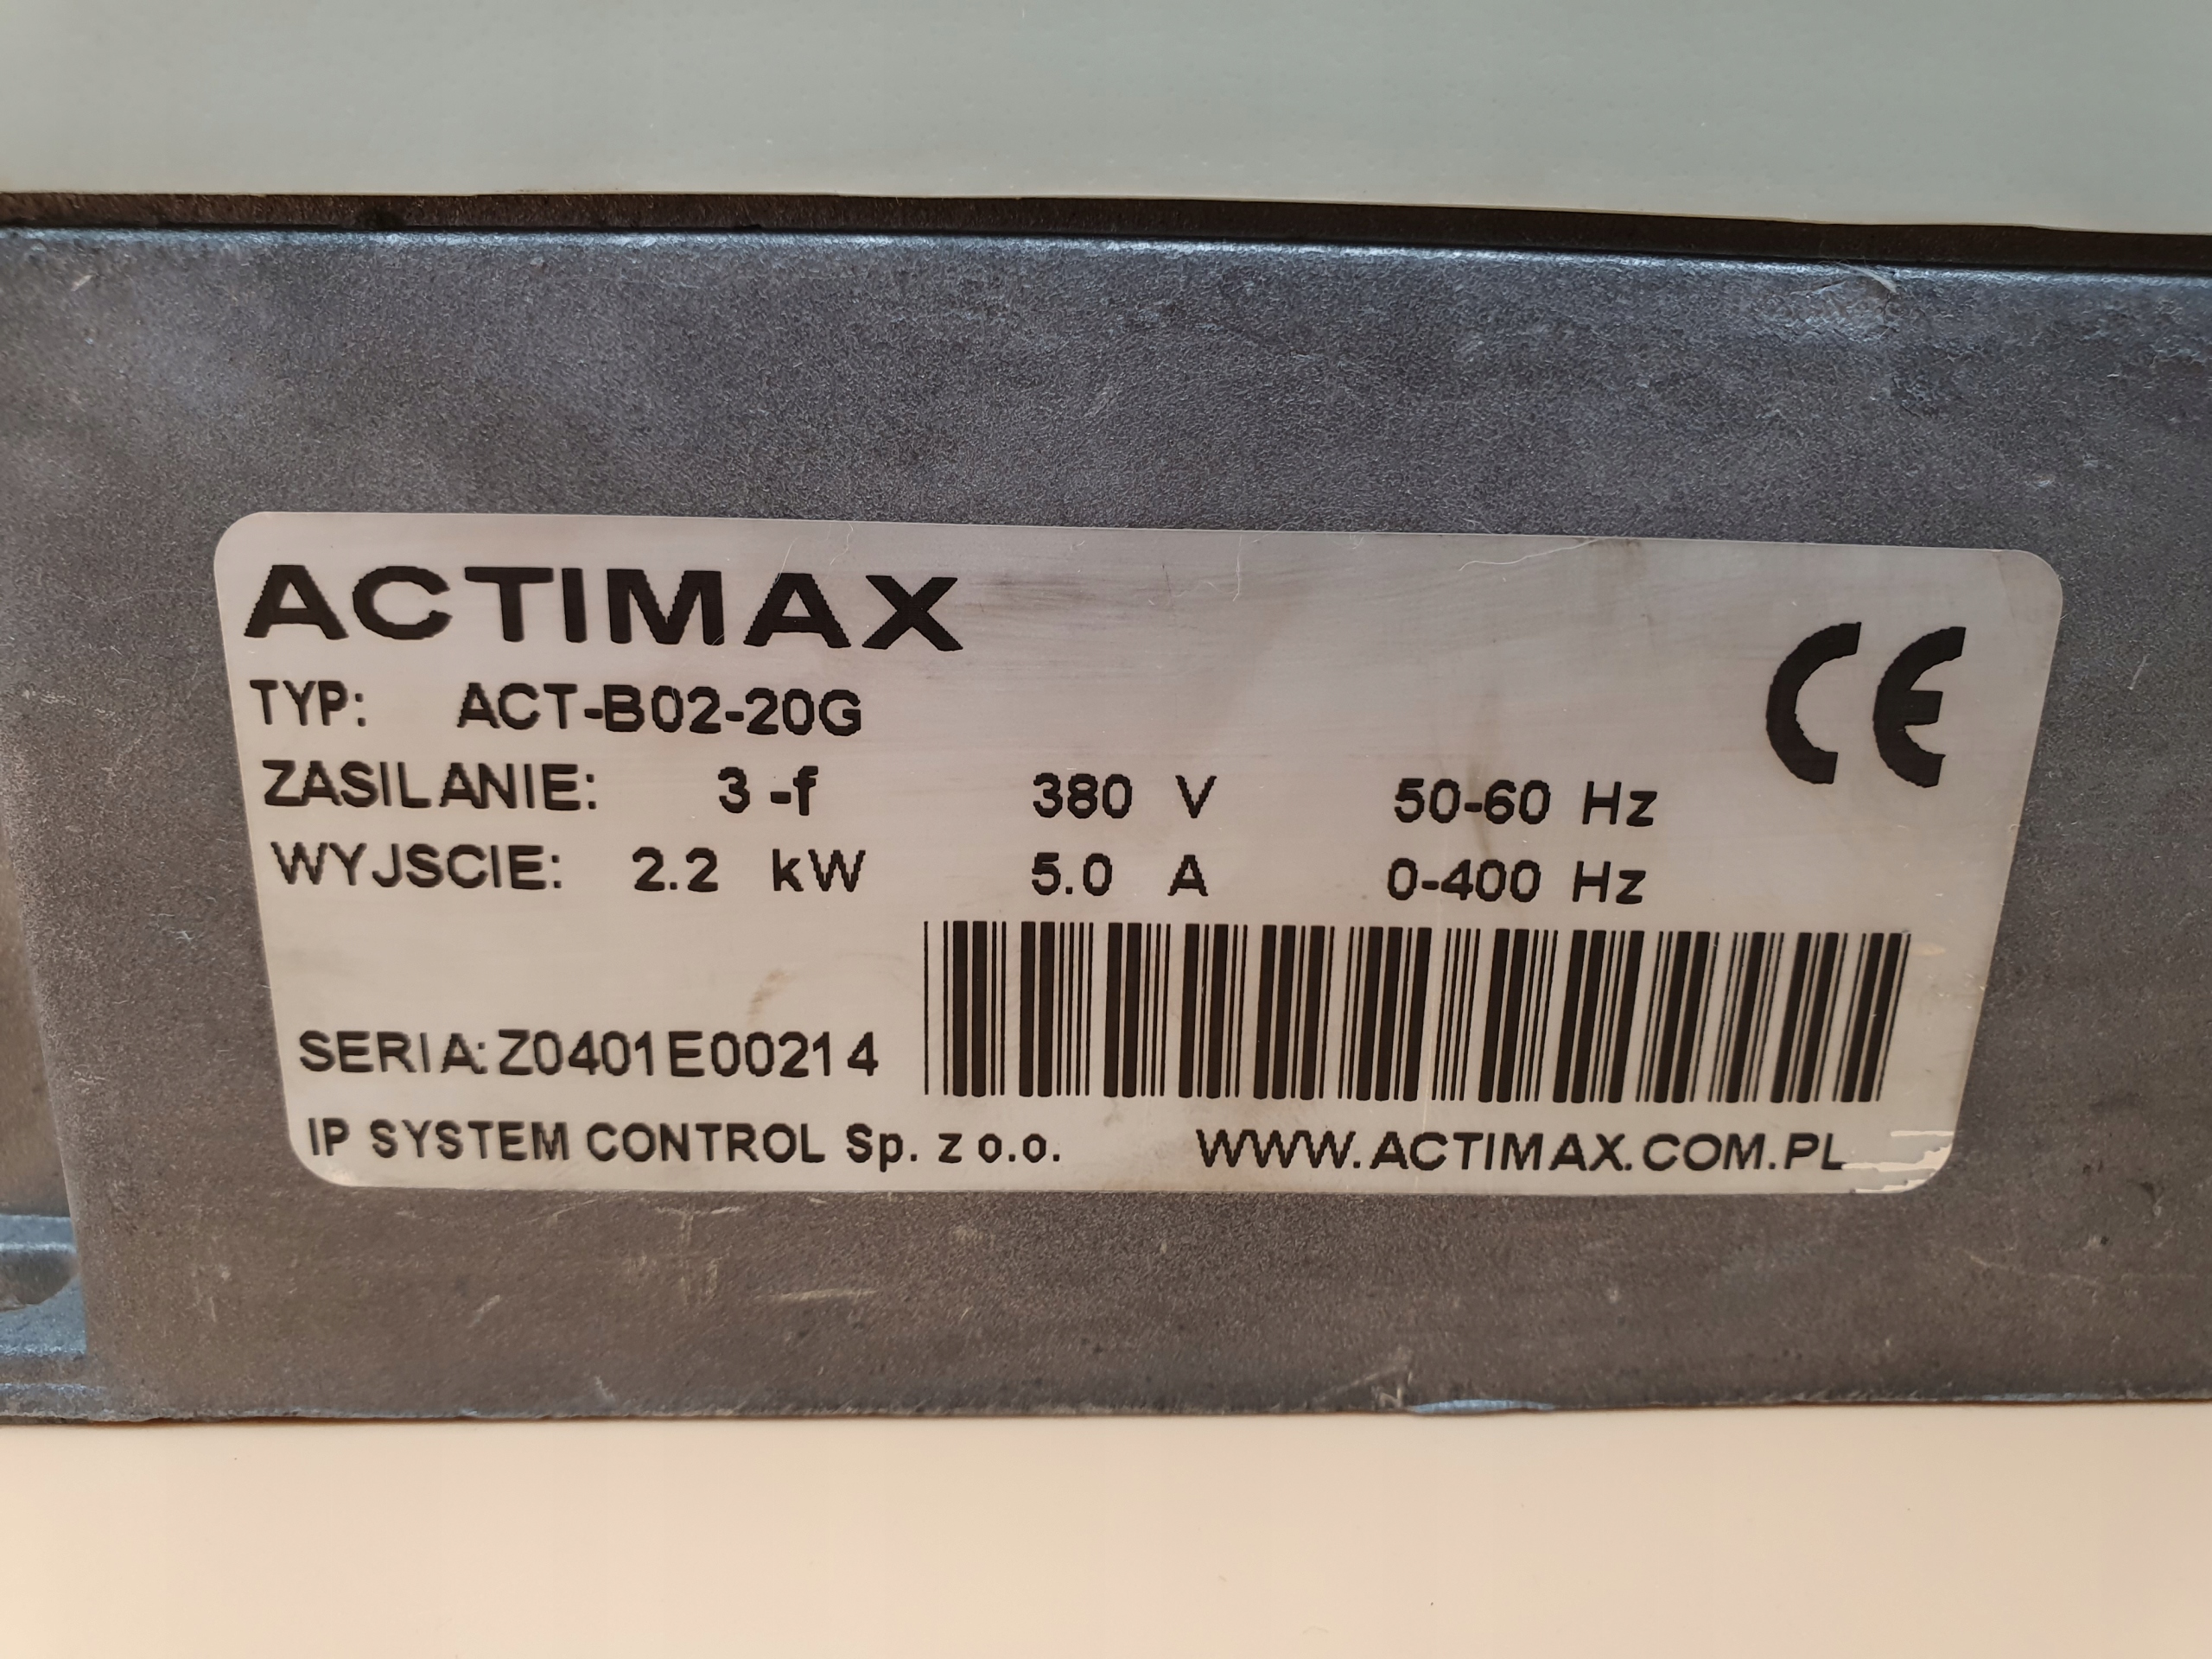 ACTIMAX
CE
TYP: ACT-B02-20G
ZASILANIE: 3 -f 380 V 50-60 Hz
WYJSCIE: 2.2 kW 5.0 A 0-400 Hz
SERIA: Z0401E00214
IP SYSTEM CONTROL Sp. z o.o. WWW.ACTIMAX.COM.PL